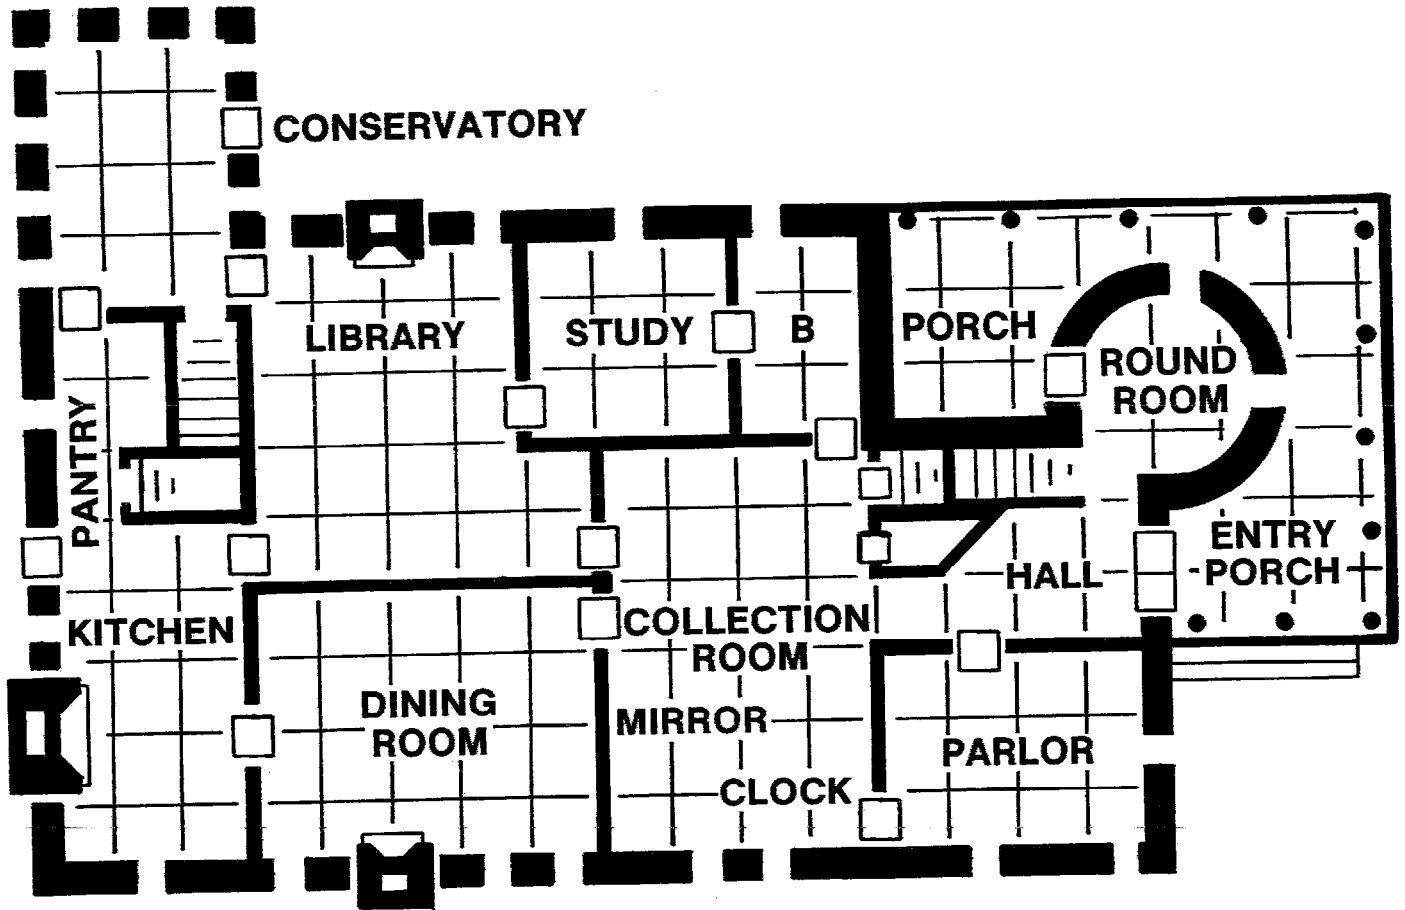 CONSERVATORY
LIBRARY
STUDY
B
PORCH
ROUND
ROOM
PANTRY
ENTRY
PORCH
HALL
KITCHEN
COLLECTION
ROOM
DINING
ROOM
MIRROR
PARLOR
CLOCK